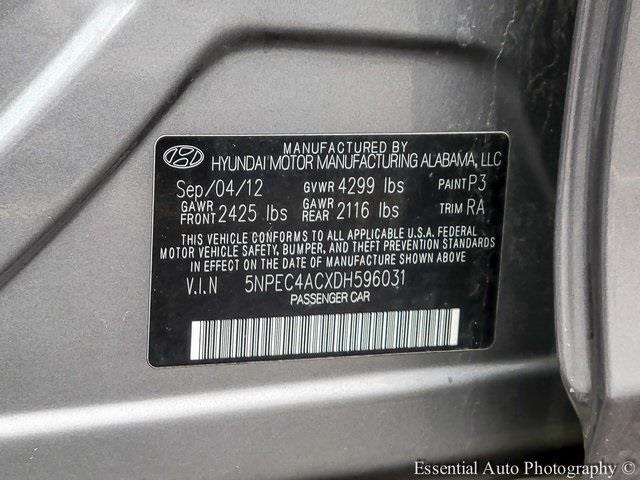 MANUFACTURED BY
HYUNDAI MOTOR MANUFACTURING ALABAMA, LLC
Sep/04/12 GVWR 4299 lbs PAINT P3
GAWR FRONT 2425 lbs GAWR REAR 2116 lbs TRIM RA
THIS VEHICLE CONFORMS TO ALL APPLICABLE U.S.A. FEDERAL
MOTOR VEHICLE SAFETY, BUMPER, AND THEFT PREVENTION STANDARDS
IN EFFECT ON THE DATE OF MANUFACTURE SHOWN ABOVE.
V.I.N 5NPEC4ACXDH596031
PASSENGER CAR
Essential Auto Photography ©